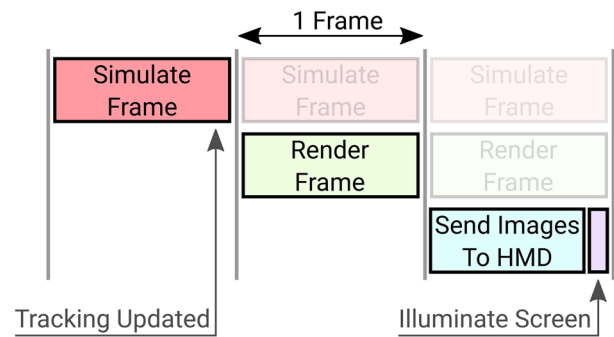 1 Frame
Simulate
Frame
Simulate
Frame
Simulate
Frame
Render
Frame
Render
Frame
Send Images
To HMD
Tracking Updated
Illuminate Screen